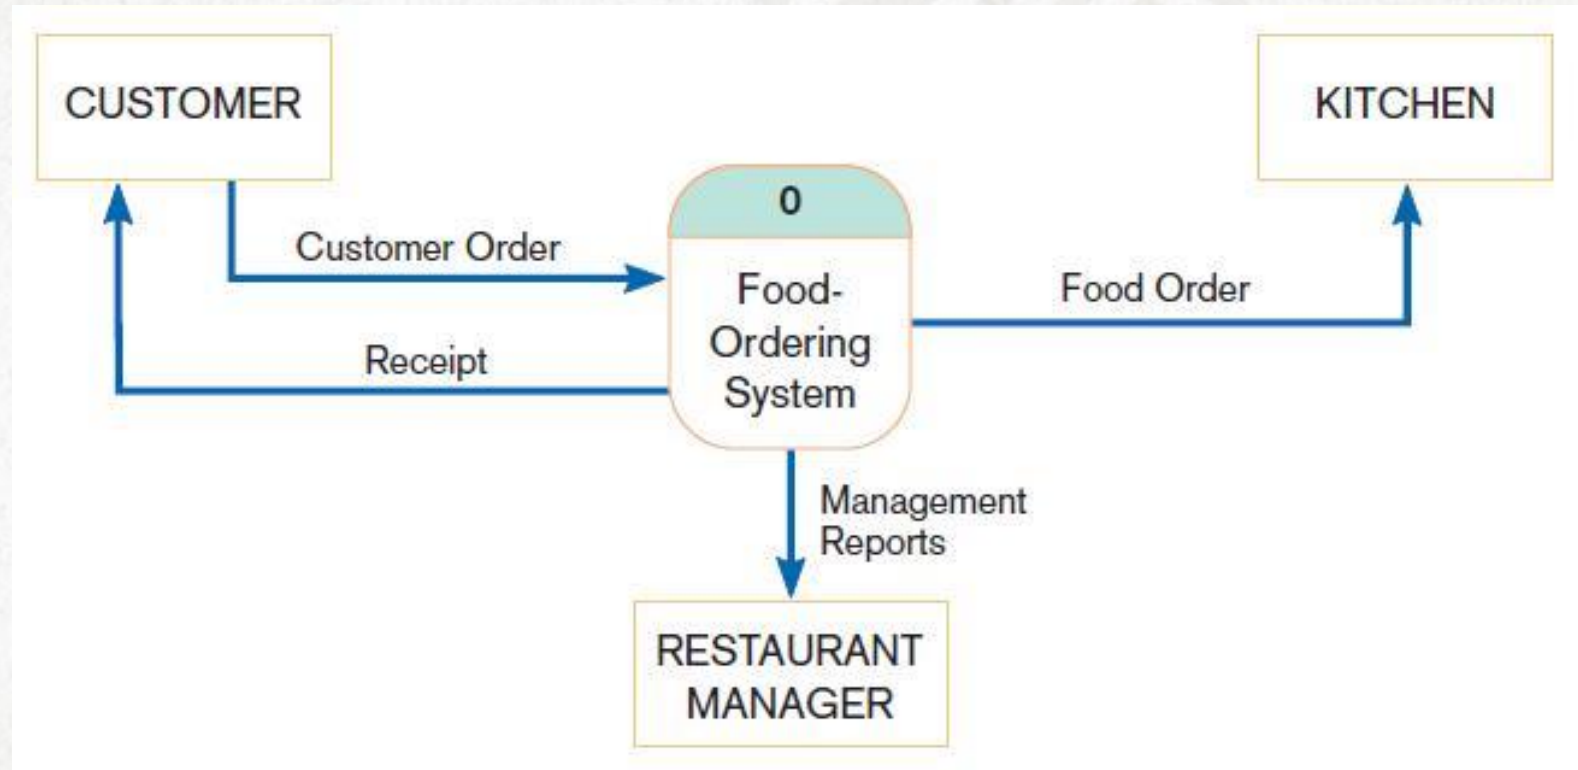 CUSTOMER
KITCHEN
0
Customer Order
Food-
Ordering
System
Food Order
Receipt
Management
Reports
RESTAURANT
MANAGER